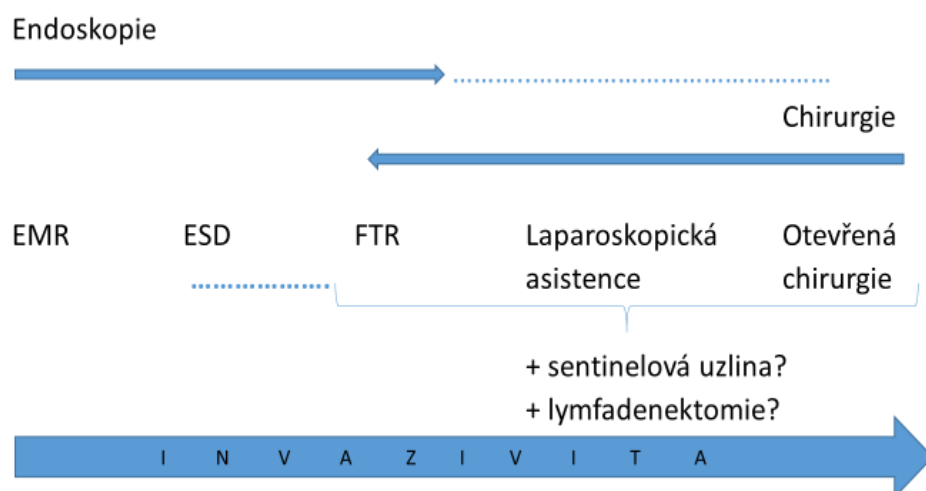 Endoskopie
Chirurgie
EMR ESD FTR Laparoskopická asistence Otevřená chirurgie
+ sentinelová uzlina?
+ lymfadenektomie?
I N V A Z I V I T A